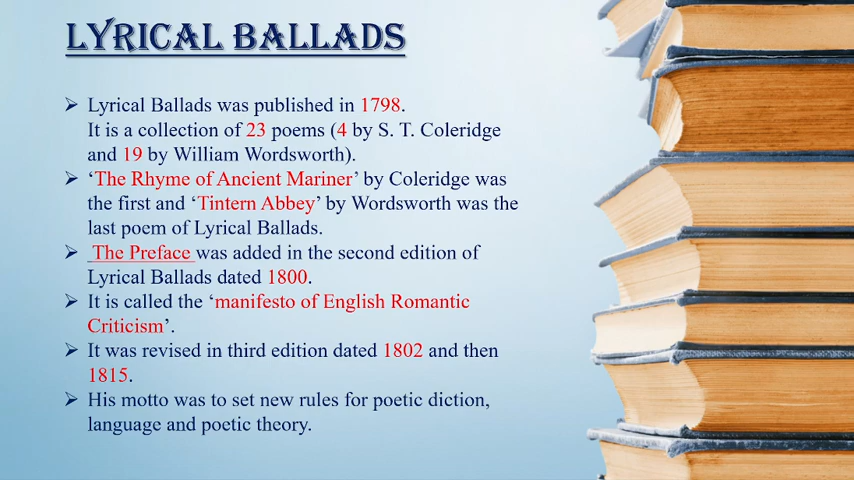 LYRICAL BALLADS
➢ Lyrical Ballads was published in 1798.
It is a collection of 23 poems (4 by S. T. Coleridge
and 19 by William Wordsworth).
➢ ‘The Rhyme of Ancient Mariner’ by Coleridge was
the first and ‘Tintern Abbey’ by Wordsworth was the
last poem of Lyrical Ballads.
➢ The Preface was added in the second edition of
Lyrical Ballads dated 1800.
➢ It is called the ‘manifesto of English Romantic
Criticism’.
➢ It was revised in third edition dated 1802 and then
1815.
➢ His motto was to set new rules for poetic diction,
language and poetic theory.